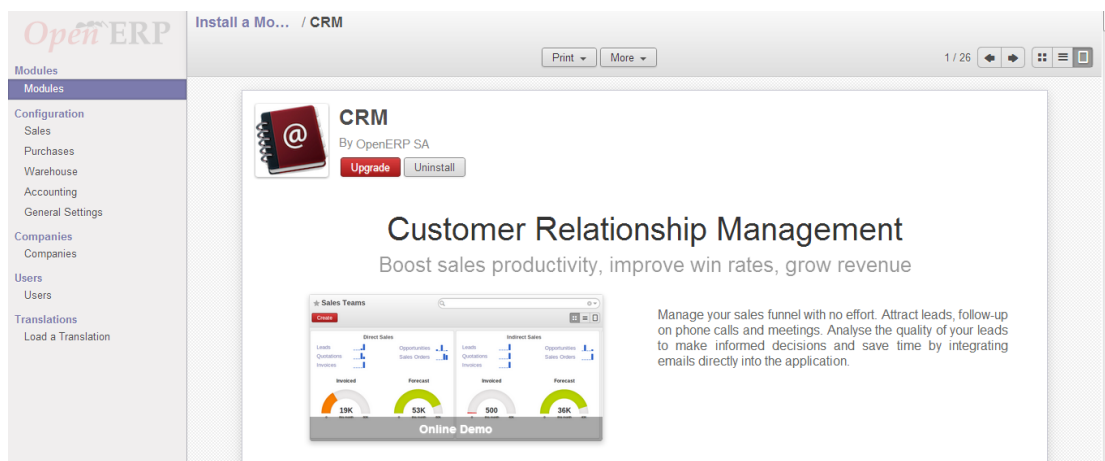 Open ERP
Install a Mo... / CRM
Print More
1 / 26
Modules
Modules
Configuration
Sales
Purchases
Warehouse
Accounting
General Settings
Companies
Companies
Users
Users
Translations
Load a Translation
@
CRM
By OpenERP SA
Upgrade Uninstall
Customer Relationship Management
Boost sales productivity, improve win rates, grow revenue
Sales Teams
Create
Direct Sales Indirect Sales
Leads Opportunities Leads Opportunities
Quotations Sales Orders Quotations Sales Orders
Invoices Invoices
Invoiced Forecast Invoiced Forecast
19K 53K 500 36K
Online Demo
Manage your sales funnel with no effort. Attract leads, follow-up
on phone calls and meetings. Analyse the quality of your leads
to make informed decisions and save time by integrating
emails directly into the application.